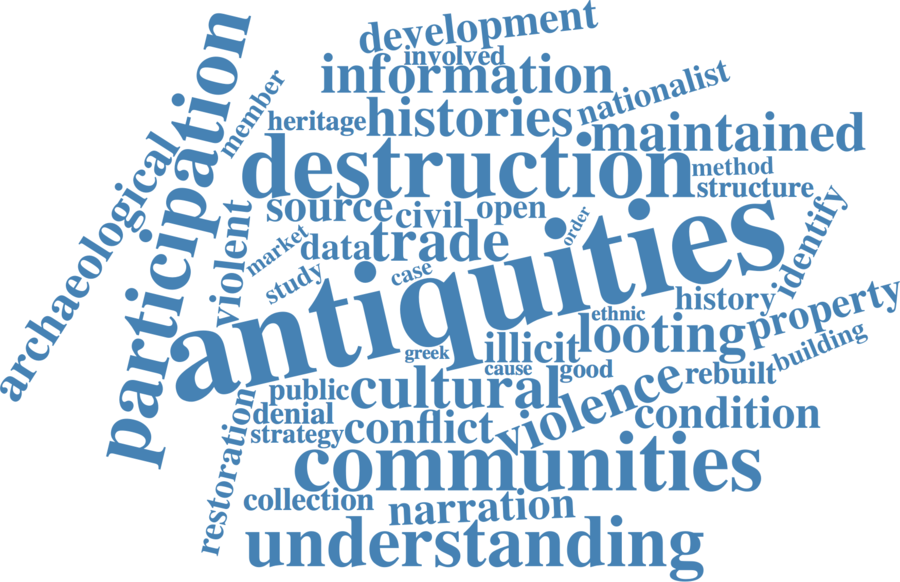 development
involved
information
participation
member
nationalist
heritage
histories
maintained
destruction
method
structure
archaeological
source
civil
open
violent
market
data
trade
order
identify
study
case
antiquities
history
ethnic
property
looting
illicit
greek
building
cause
good
rebuilt
public
cultural
violence
denial
condition
strategy
conflict
restoration
communities
collection
narration
understanding